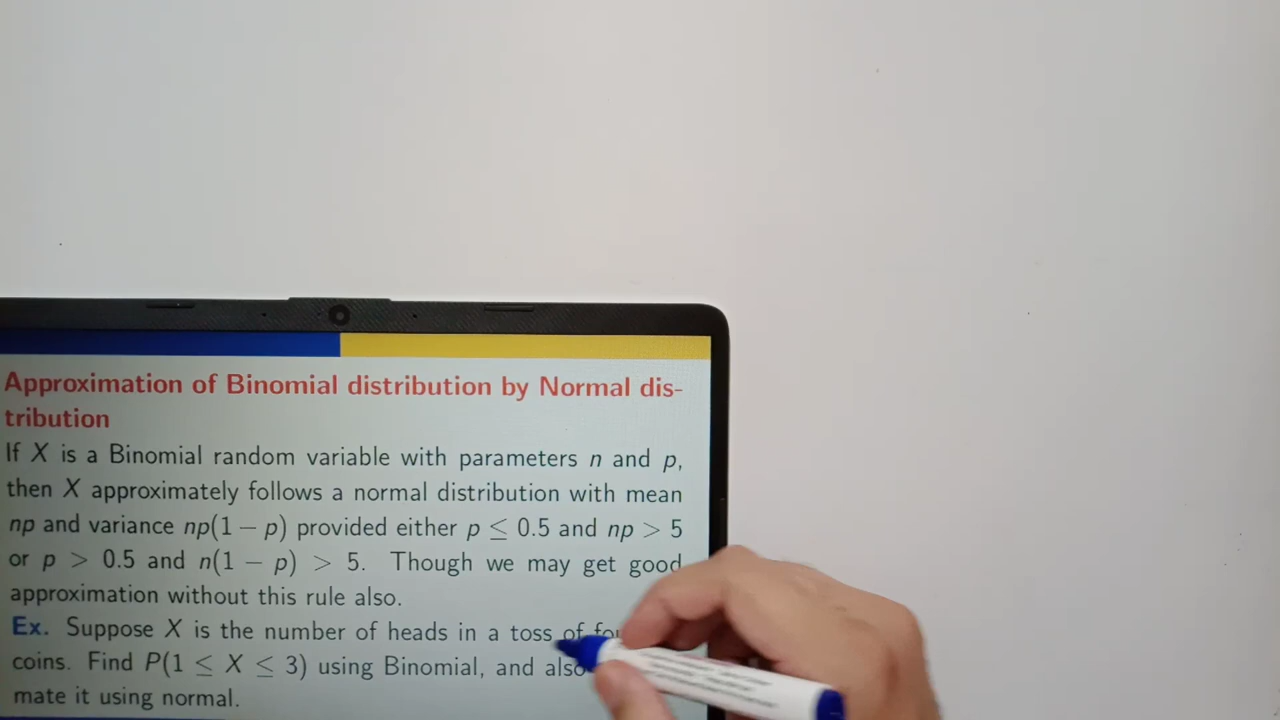 Approximation of Binomial distribution by Normal dis-
tribution
If X is a Binomial random variable with parameters n and p,
then X approximately follows a normal distribution with mean
np and variance np(1 − p) provided either p ≤ 0.5 and np > 5
or p > 0.5 and n(1 − p) > 5. Though we may get good
approximation without this rule also.
Ex. Suppose X is the number of heads in a toss of
coins. Find P(1 ≤ X ≤ 3) using Binomial, and also
mate it using normal.